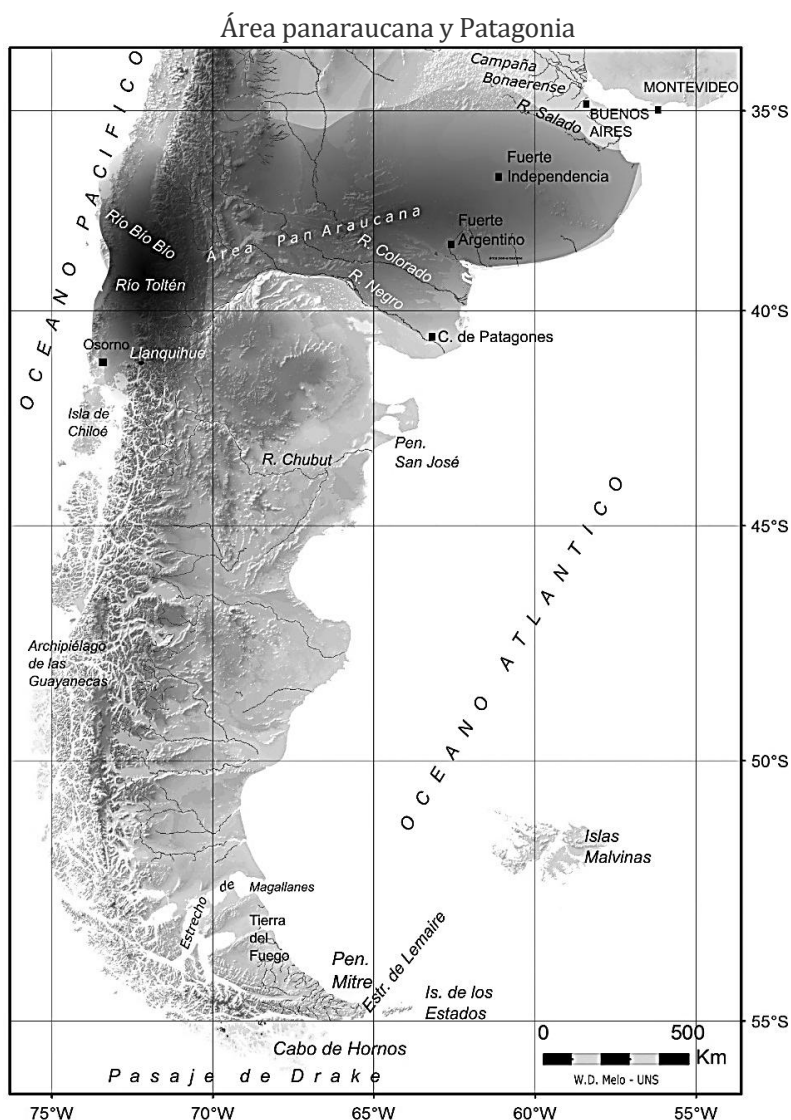 Área panaraucana y Patagonia
OCEANO PACIFICO
Campaña
Bonaerense
MONTEVIDEO
35°S
R. Salado
BUENOS
AIRES
Fuerte
Independencia
Río Bío Bío
Área Pan Araucana
Fuerte
Argentino
R. Colorado
Río Toltén
R. Negro
40°S
C. de Patagones
Osorno
Llanquihue
Isla de
Chiloé
R. Chubut
Pen.
San José
45°S
OCEANO ATLANTICO
Archipiélago
de las
Guayanecas
50°S
Islas
Malvinas
Estrecho de Magallanes
Tierra
del
Fuego
Pen.
Mitre
Estr. de Lemaire
Is. de los
Estados
55°S
0 500
Km
Cabo de Hornos
W.D. Melo - UNS
Pasaje de Drake
75°W 70°W 65°W 60°W 55°W